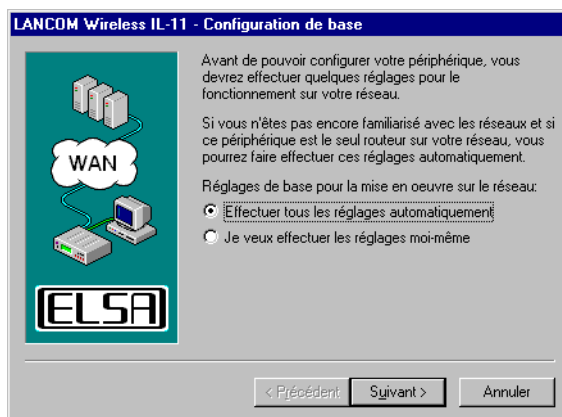 LANCOM Wireless IL-11 - Configuration de base
Avant de pouvoir configurer votre périphérique, vous
devrez effectuer quelques réglages pour le
fonctionnement sur votre réseau.
Si vous n'êtes pas encore familiarisé avec les réseaux et si
ce périphérique est le seul routeur sur votre réseau, vous
pourrez faire effectuer ces réglages automatiquement.
WAN
Réglages de base pour la mise en oeuvre sur le réseau:
Effectuer tous les réglages automatiquement
Je veux effectuer les réglages moi-même
ELSA
< Précédent
Suivant >
Annuler